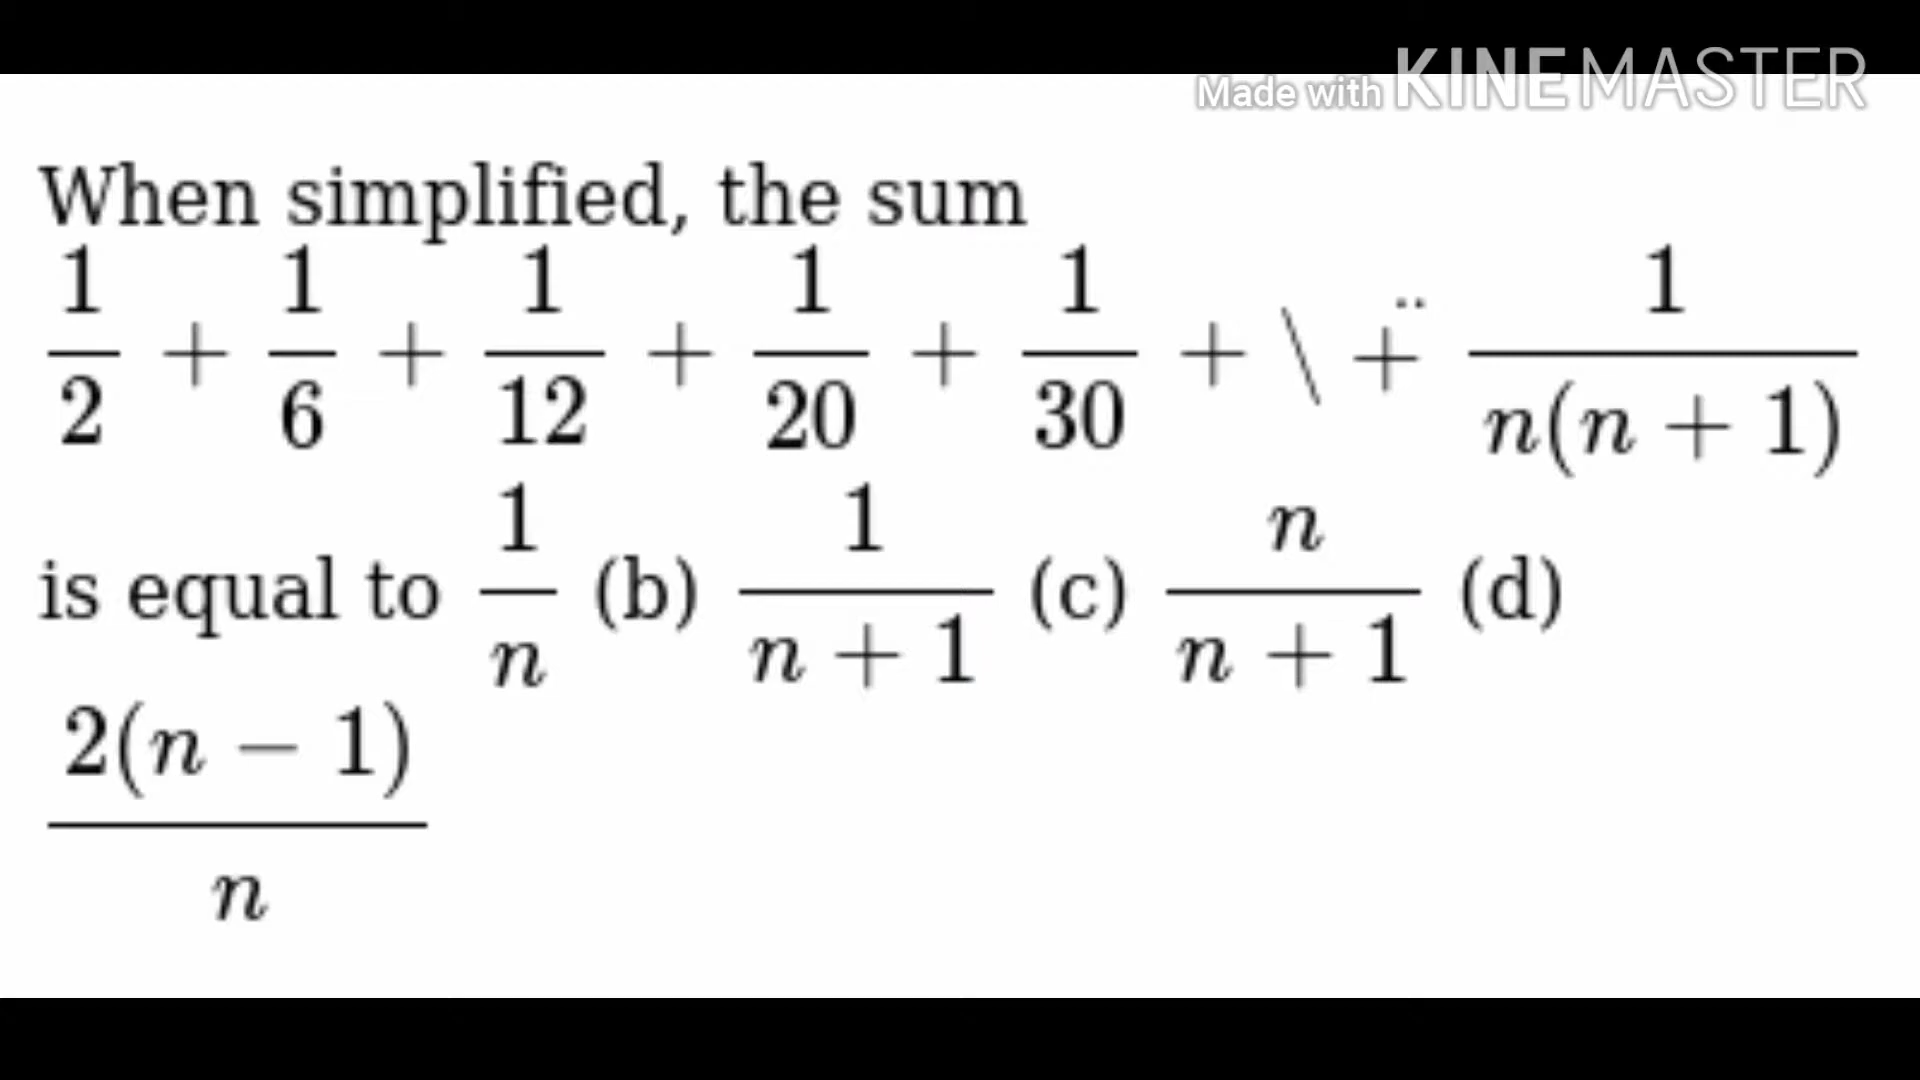 Made with KINEMASTER
When simplified, the sum
1/2 + 1/6 + 1/12 + 1/20 + 1/30 + \ +̈ 1/n(n + 1)
is equal to 1/n (b) 1/n + 1 (c) n/n + 1 (d)
2(n − 1)/n